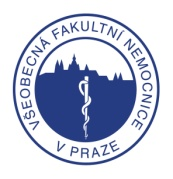 VŠEOBECNÁ FAKULTNÍ NEMOCNICE
V PRAZE